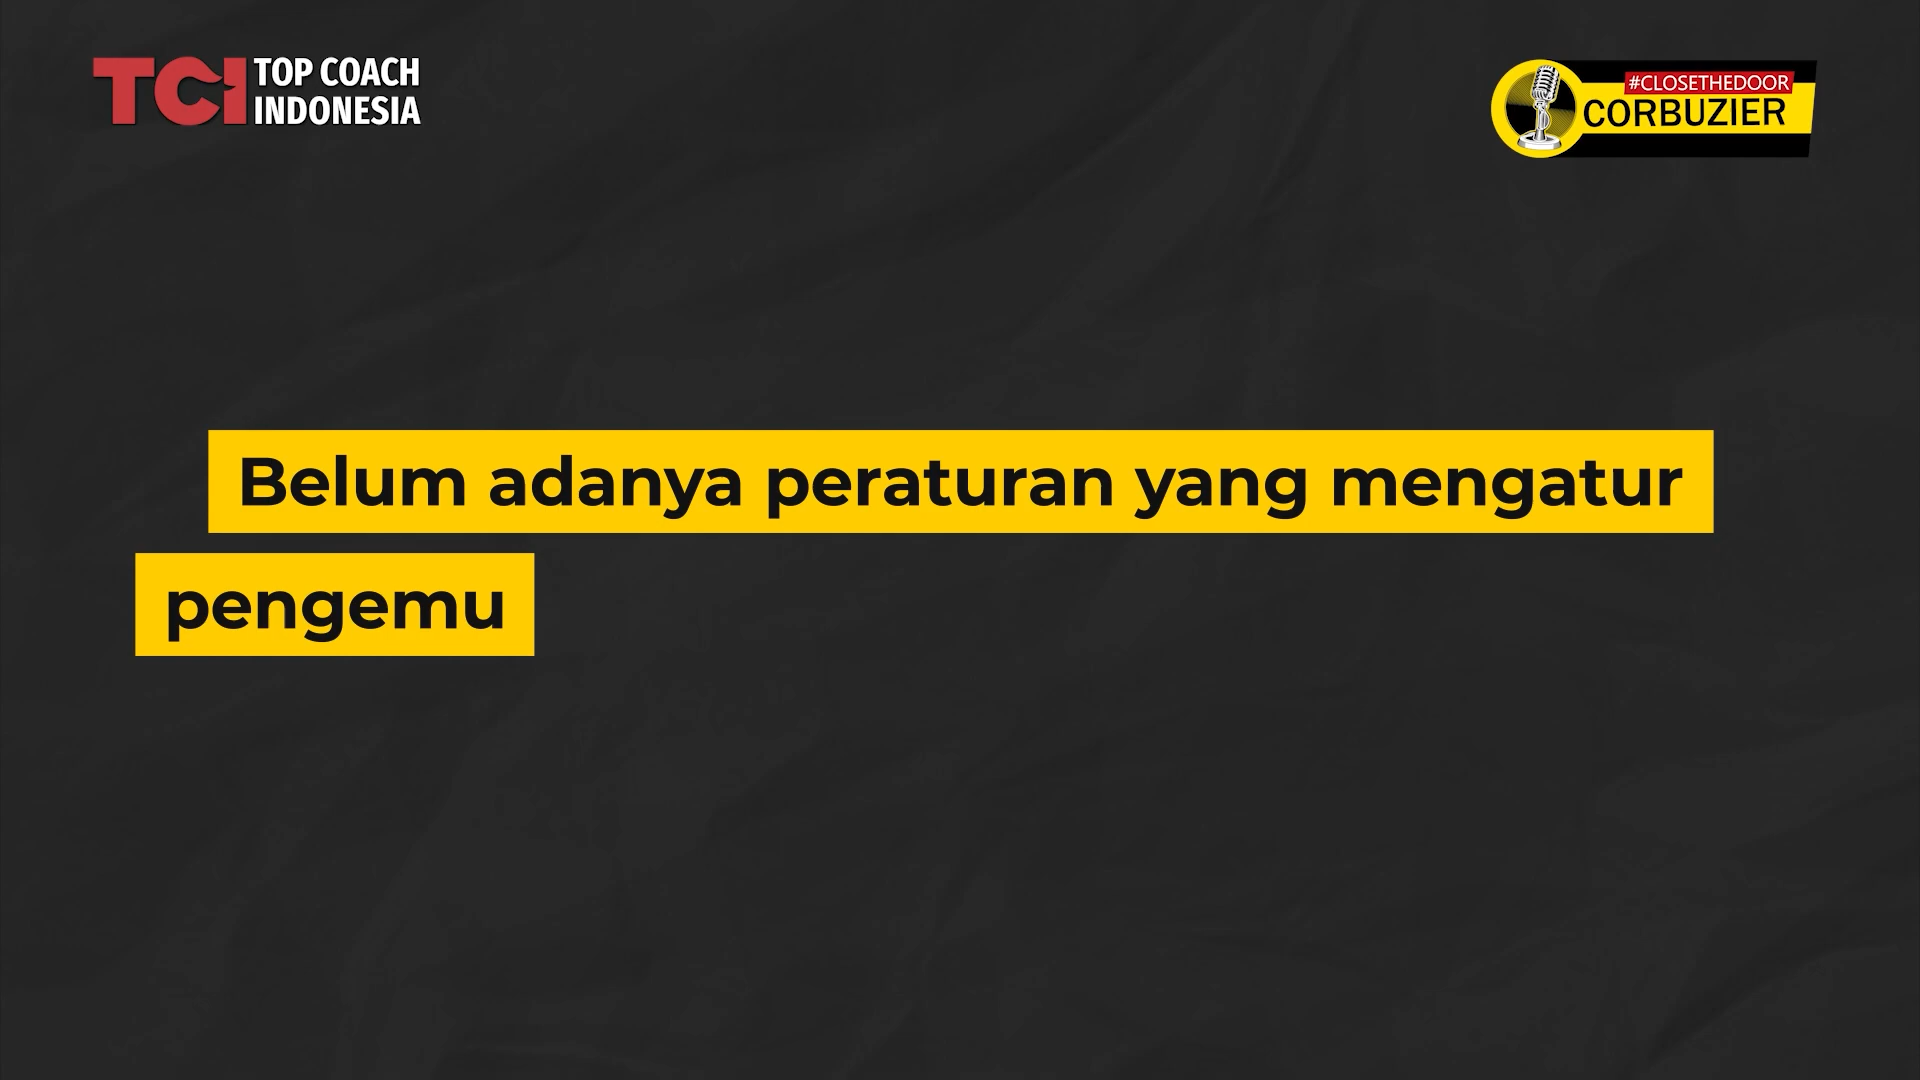 TCI TOP COACH
INDONESIA
#CLOSETHEDOOR
CORBUZIER
Belum adanya peraturan yang mengatur
pengemu